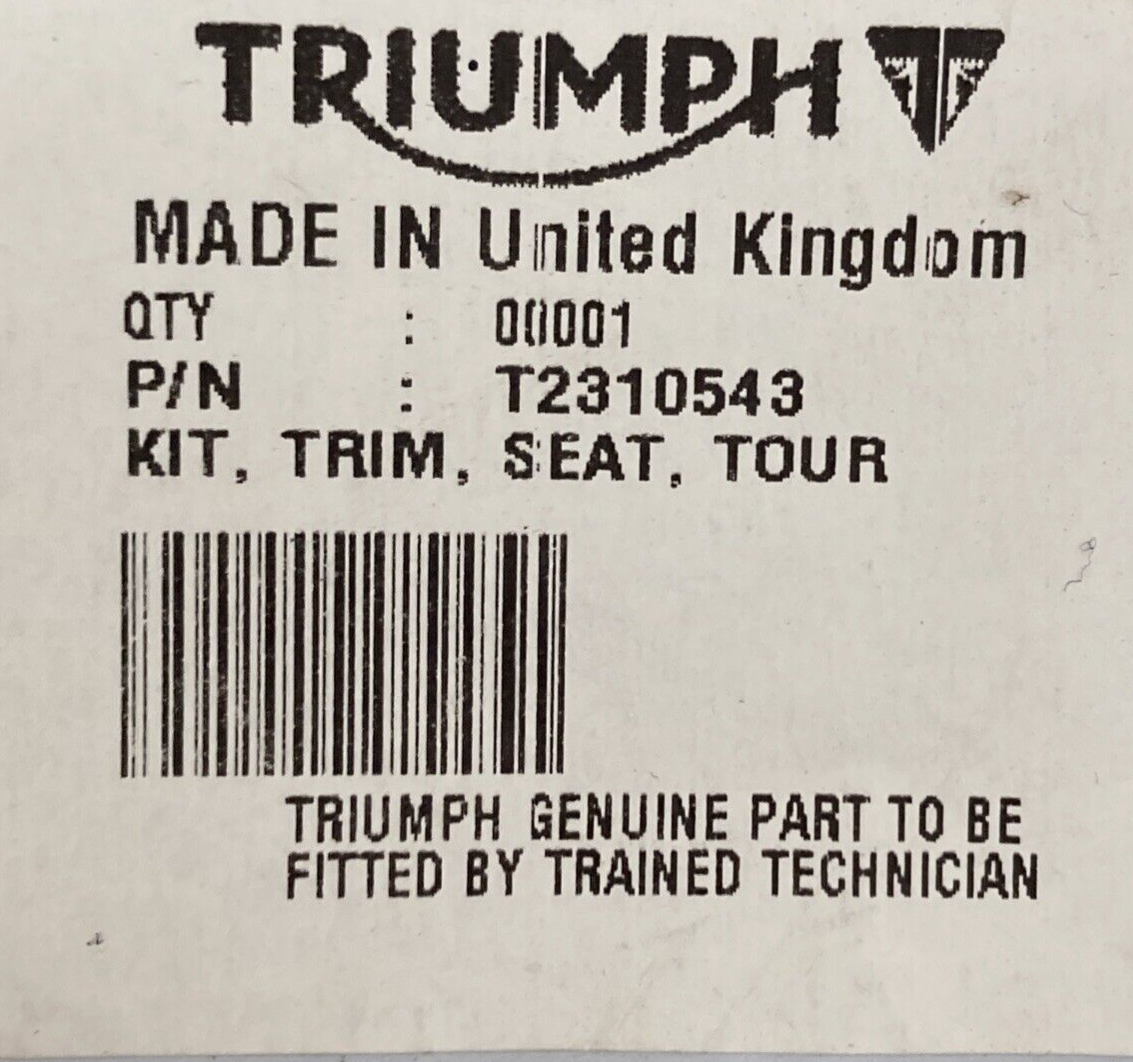 TRIUMPH
MADE IN United Kingdom
QTY : 00001
P/N : T2310543
KIT, TRIM, SEAT, TOUR
TRIUMPH GENUINE PART TO BE
FITTED BY TRAINED TECHNICIAN